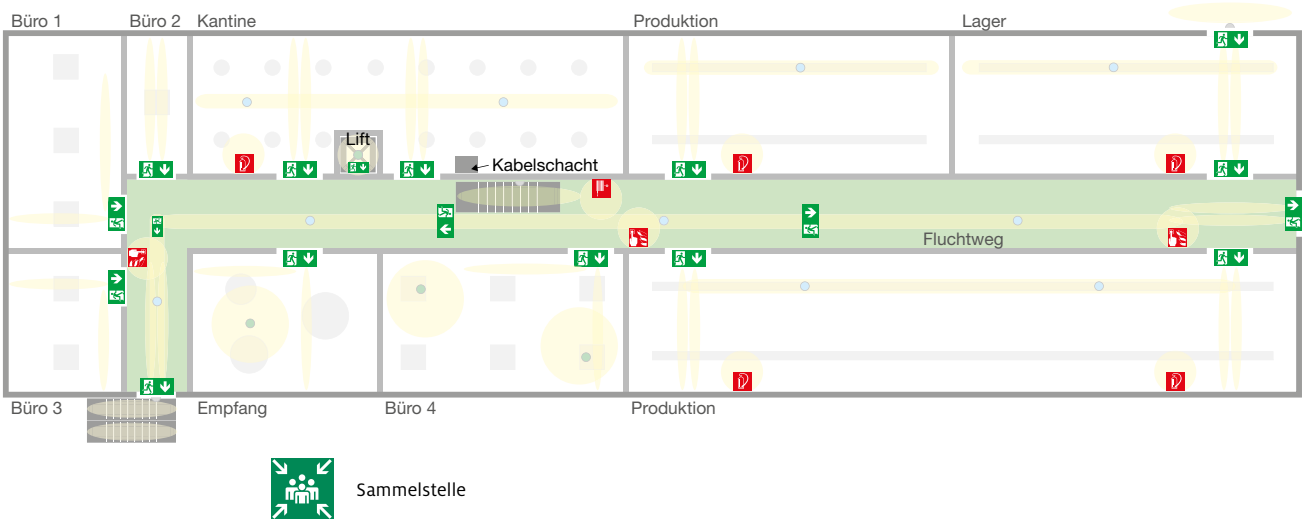 Büro 1
Büro 2
Kantine
Produktion
Lager
Lift
Kabelschacht
Fluchtweg
Büro 3
Empfang
Büro 4
Produktion
Sammelstelle